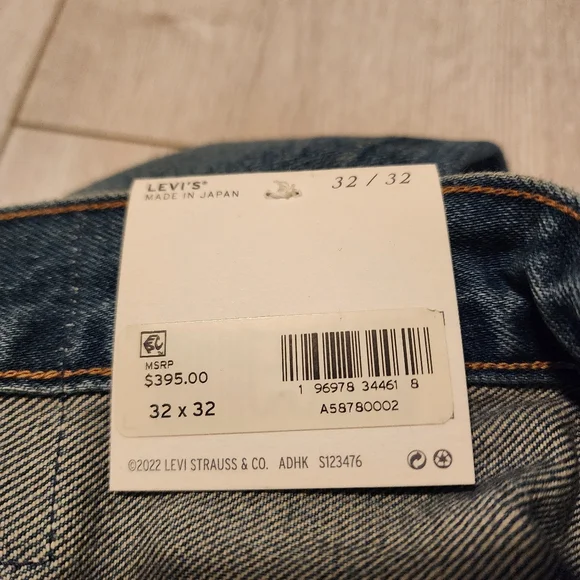 LEVI'S® 32 / 32
MADE IN JAPAN
MSRP
$395.00
32 x 32
1 96978 34461 8
A58780002
©2022 LEVI STRAUSS & CO. ADHK S123476